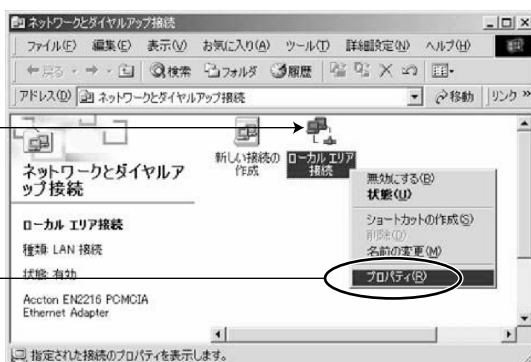 ネットワークとダイヤルアップ接続
ファイル(F) 編集(E) 表示(V) お気に入り(A) ツール(T) 詳細設定(N) ヘルプ(H)
戻る 検索 フォルダ 履歴
アドレス(D) ネットワークとダイヤルアップ接続 移動 リンク »
ネットワークとダイヤルア
ップ接続
ローカル エリア接続
種類: LAN 接続
状態: 有効
Accton EN2216 PCMCIA
Ethernet Adapter
新しい接続の
作成
ローカル エリア
接続
無効にする(B)
状態(U)
ショートカットの作成(S)
削除(D)
名前の変更(M)
プロパティ(R)
指定された接続のプロパティを表示します。